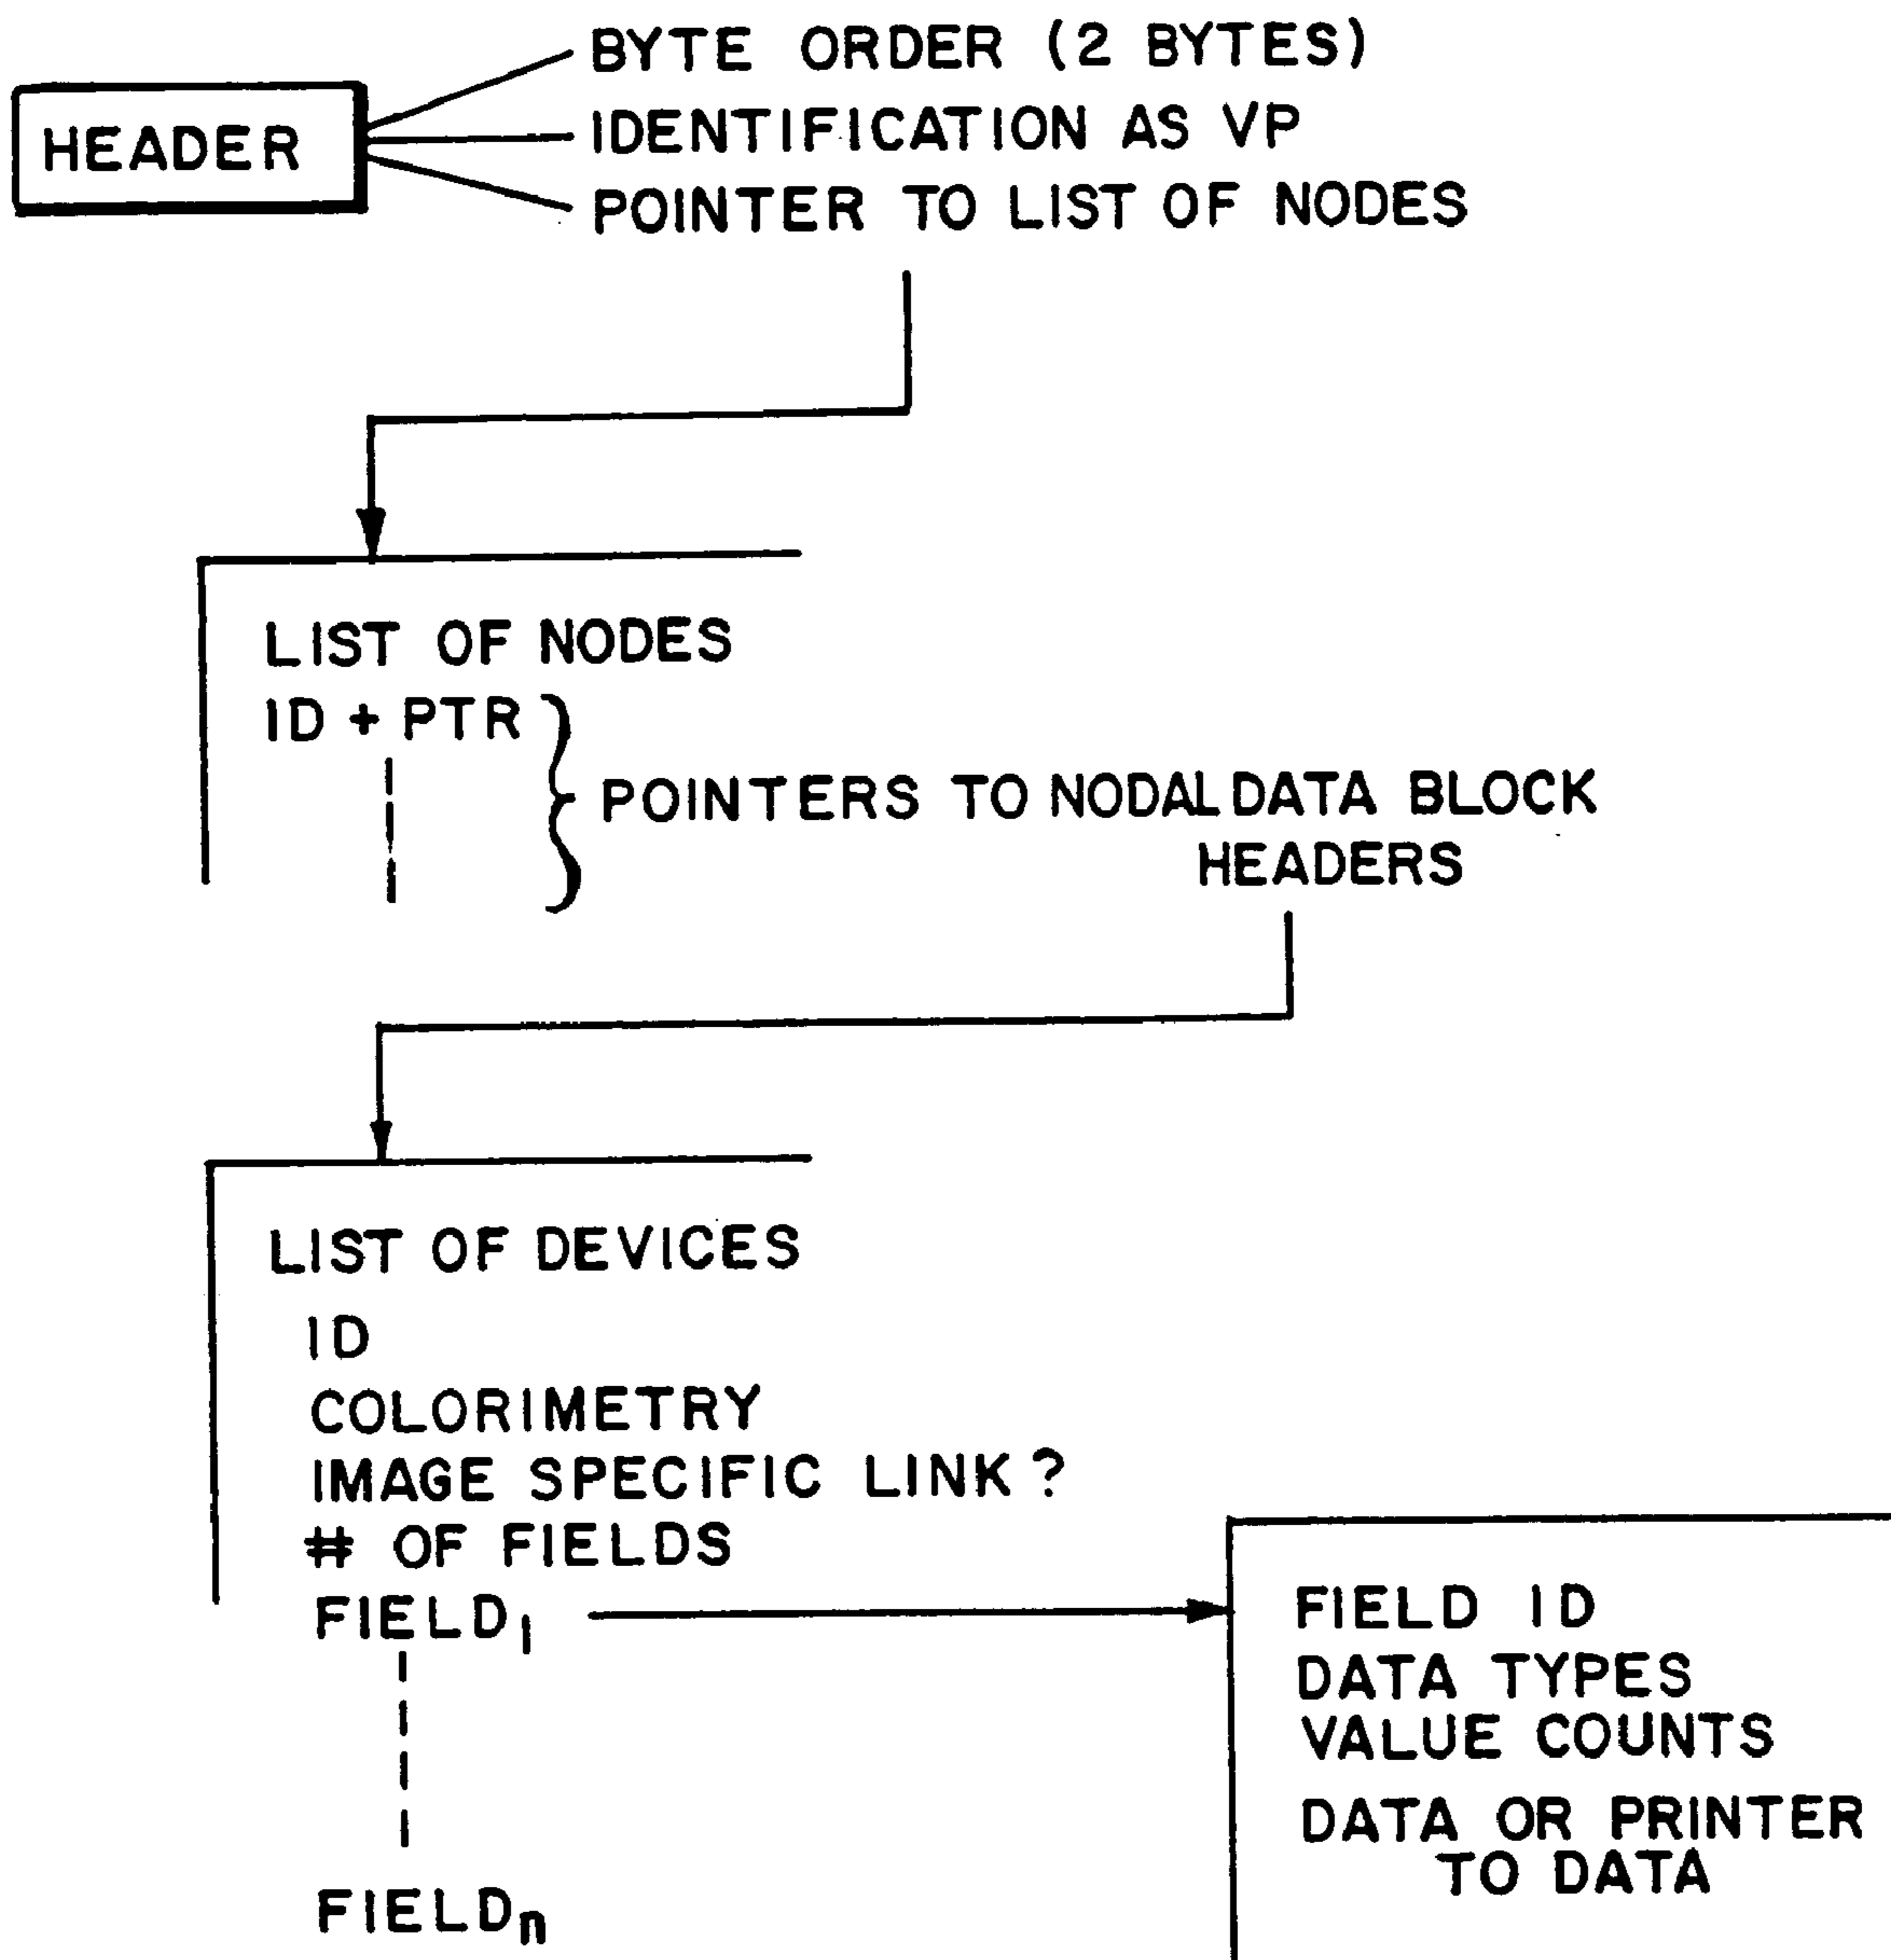 BYTE ORDER (2 BYTES)
HEADER
IDENTIFICATION AS VP
POINTER TO LIST OF NODES
LIST OF NODES
ID + PTR
POINTERS TO NODAL DATA BLOCK
HEADERS
LIST OF DEVICES
ID
COLORIMETRY
IMAGE SPECIFIC LINK?
# OF FIELDS
FIELD1
FIELDn
FIELD ID
DATA TYPES
VALUE COUNTS
DATA OR PRINTER
TO DATA